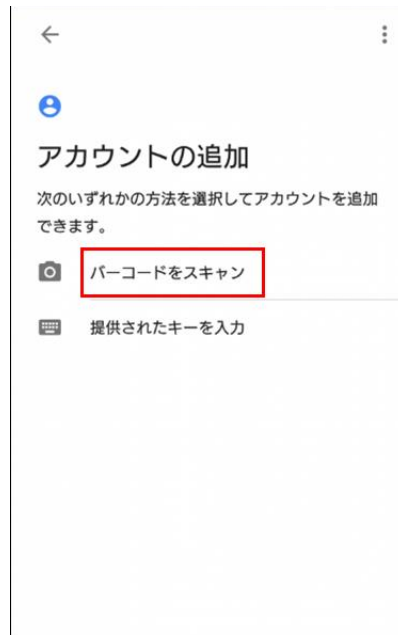 アカウントの追加
次のいずれかの方法を選択してアカウントを追加
できます。
バーコードをスキャン
提供されたキーを入力